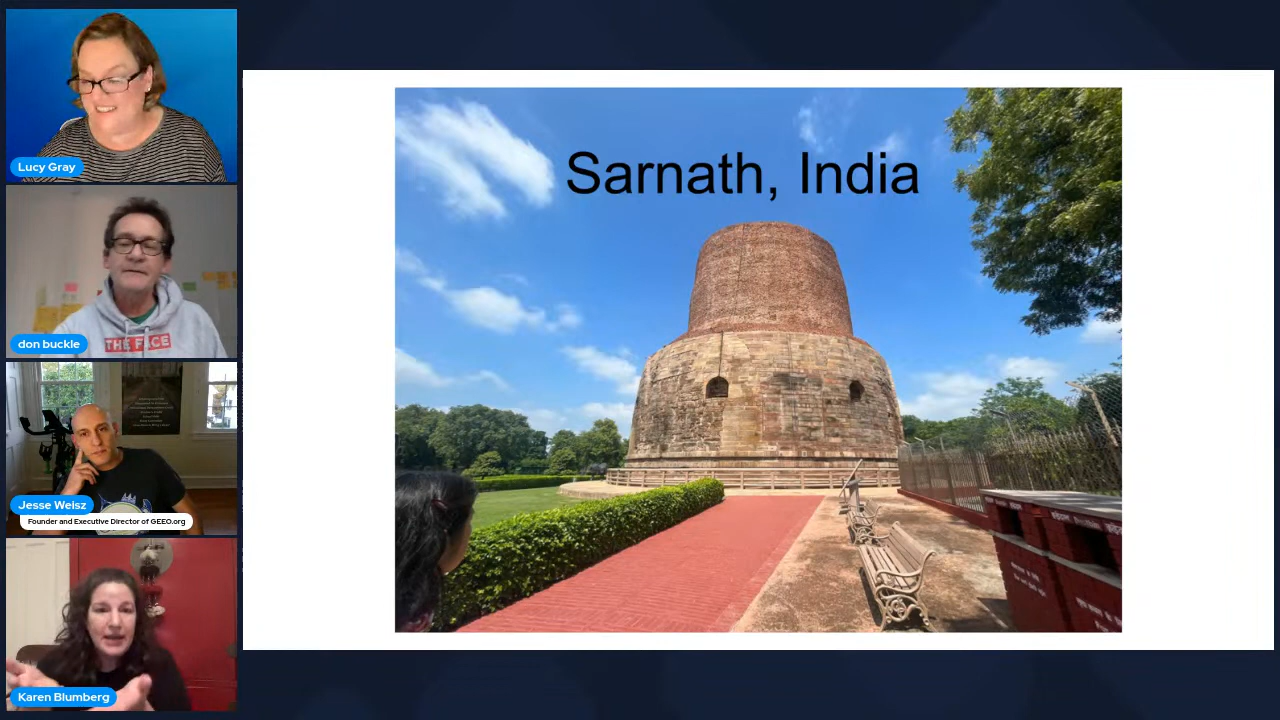 Lucy Gray
don buckle
THE FACE
Jesse Weisz
Founder and Executive Director of GEEO.org
Karen Blumberg
Sarnath, India